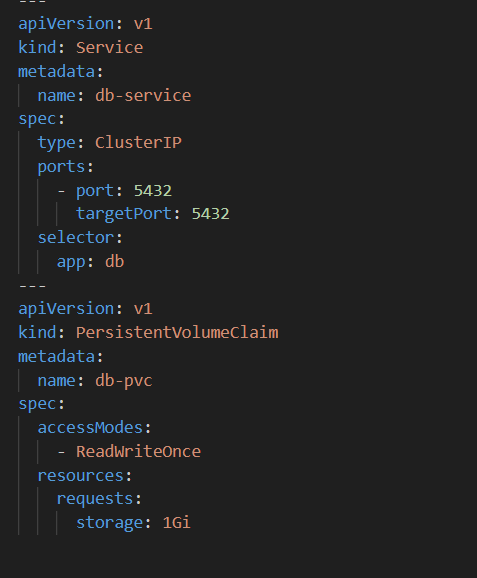 ---
apiVersion: v1
kind: Service
metadata:
  name: db-service
spec:
  type: ClusterIP
  ports:
    - port: 5432
      targetPort: 5432
  selector:
    app: db
---
apiVersion: v1
kind: PersistentVolumeClaim
metadata:
  name: db-pvc
spec:
  accessModes:
    - ReadWriteOnce
  resources:
    requests:
      storage: 1Gi